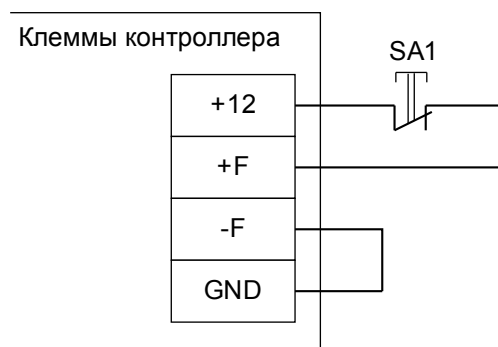 Клеммы контроллера
SA1
+12
+F
-F
GND